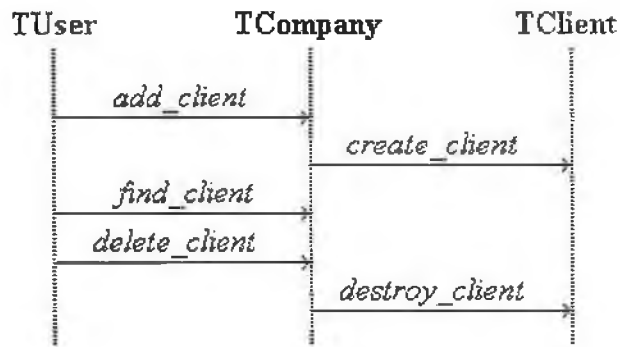 TUser TCompany TClient
add_client
create_client
find_client
delete_client
destroy_client